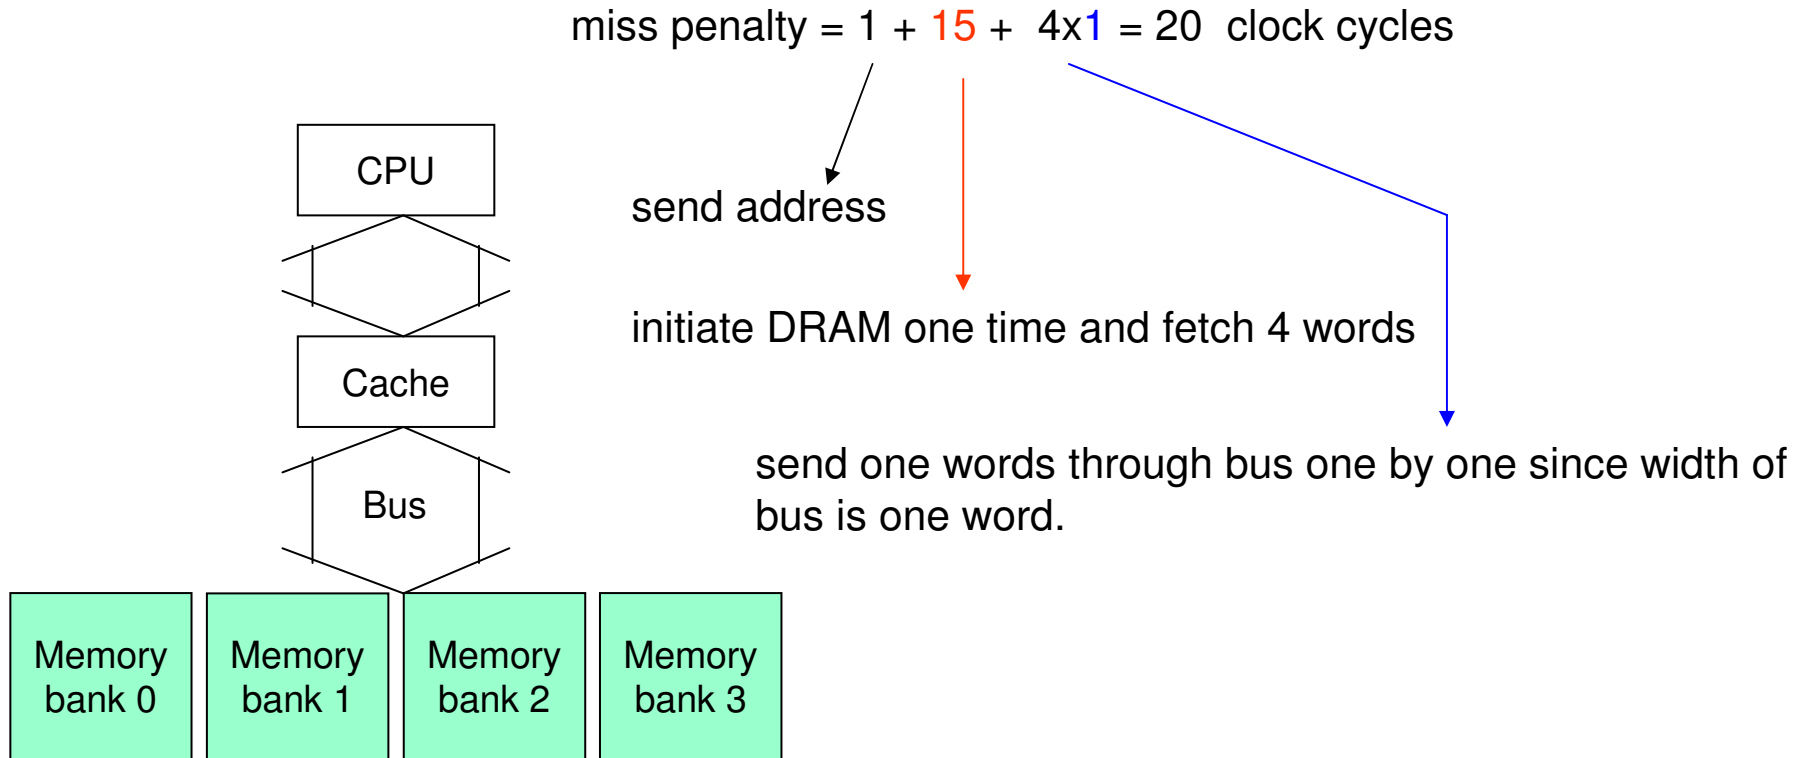 miss penalty = 1 + 15 + 4x1 = 20 clock cycles
CPU
send address
initiate DRAM one time and fetch 4 words
Cache
send one words through bus one by one since width of
bus is one word.
Bus
Memory
bank 0
Memory
bank 1
Memory
bank 2
Memory
bank 3